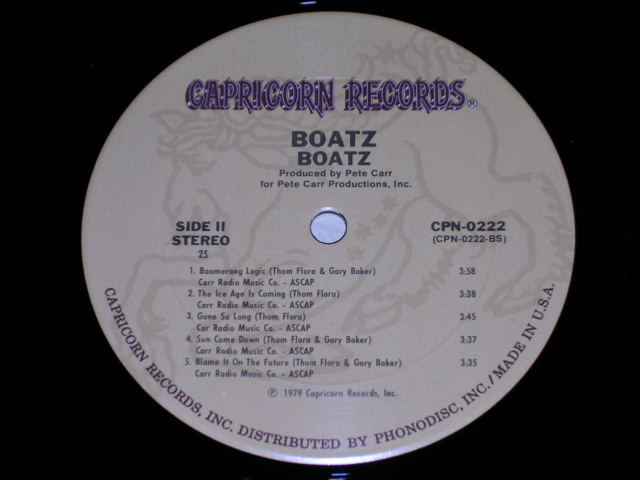 CAPRICORN RECORDS®
BOATZ
BOATZ
Produced by Pete Carr
for Pete Carr Productions, Inc.
SIDE II
STEREO
25
CPN-0222
(CPN-0222-BS)
1. Boomerang Logic (Thom Flora & Gary Baker) 3:58
Carr Radio Music Co. - ASCAP
2. The Ice Age Is Coming (Thom Flora) 3:38
Carr Radio Music Co. - ASCAP
3. Gone So Long (Thom Flora) 3:45
Car Radio Music Co. - ASCAP
4. Sun Come Down (Thom Flora & Gary Baker) 3:37
Carr Radio Music Co. - ASCAP
5. Blame It On The Future (Thom Flora & Gary Baker) 3:35
Carr Radio Music Co. - ASCAP
℗ 1979 Capricorn Records, Inc.
CAPRICORN RECORDS, INC. DISTRIBUTED BY PHONODISC, INC./MADE IN U.S.A.